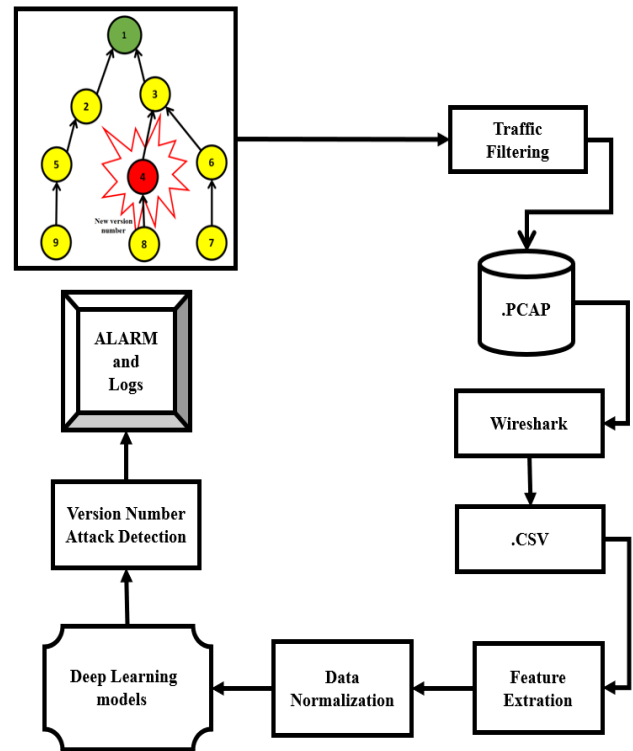 1
2
3
5
4
6
New version
number
9
8
7
Traffic
Filtering
.PCAP
Wireshark
.CSV
Feature
Extration
Data
Normalization
Deep Learning
models
Version Number
Attack Detection
ALARM
and
Logs